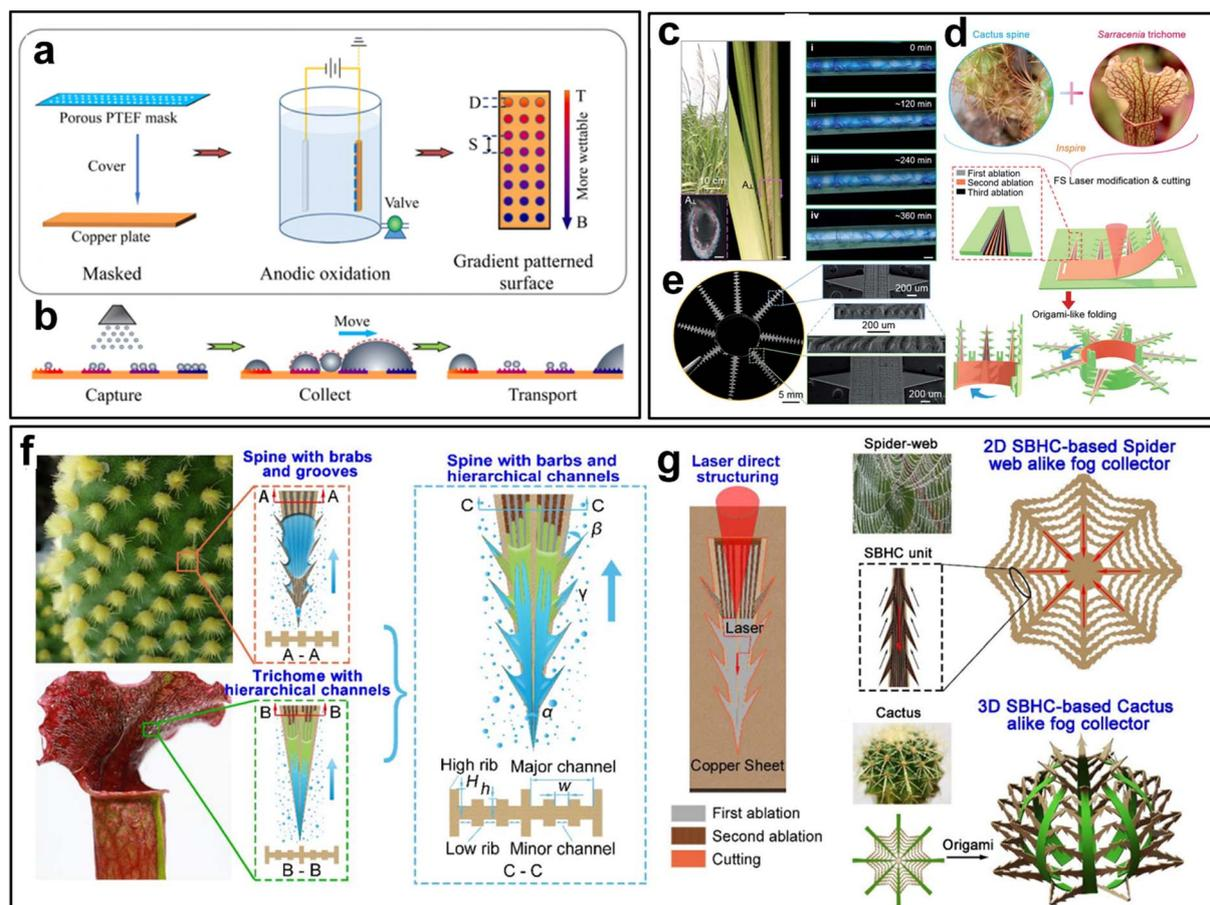 a
Porous PTEF mask
Cover
Copper plate
Masked
Valve
Anodic oxidation
D
S
T
More wettable
B
Gradient patterned
surface
b
Move
Capture
Collect
Transport
c
10 cm
A⊥
A⊥
i
0 min
ii
~120 min
iii
~240 min
iv
~360 min
d
Cactus spine
Sarracenia trichome
+
Inspire
FS Laser modification & cutting
First ablation
Second ablation
Third ablation
Origami-like folding
e
5 mm
200 um
200 um
200 um
f
Spine with brabs
and grooves
A A
A - A
Trichome with
hierarchical channels
B B
B - B
Spine with barbs and
hierarchical channels
C C
β
γ
α
High rib
H
h
Major channel
w
Low rib
Minor channel
C - C
g
Laser direct
structuring
Laser
Copper Sheet
First ablation
Second ablation
Cutting
Spider-web
SBHC unit
2D SBHC-based Spider
web alike fog collector
Cactus
Origami
3D SBHC-based Cactus
alike fog collector